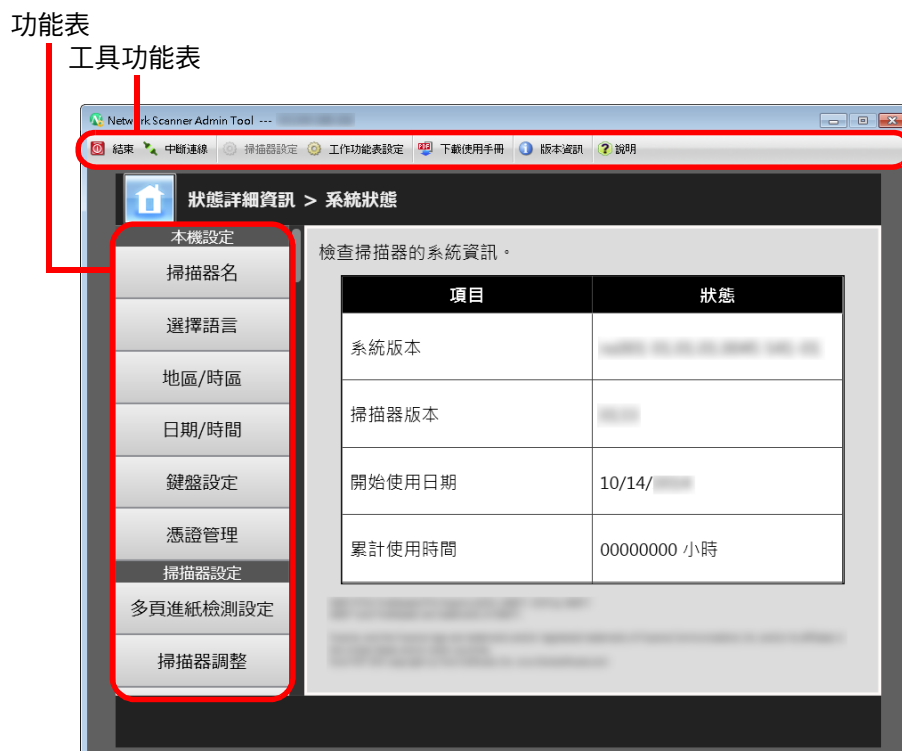 功能表
工具功能表
Network Scanner Admin Tool ---
結束 中斷連線 掃描器設定 工作功能表設定 下載使用手冊 版本資訊 說明
狀態詳細資訊 > 系統狀態
本機設定
掃描器名
選擇語言
地區/時區
日期/時間
鍵盤設定
憑證管理
掃描器設定
多頁進紙檢測設定
掃描器調整
檢查掃描器的系統資訊。
項目 狀態
系統版本
掃描器版本
開始使用日期 10/14/
累計使用時間 00000000 小時